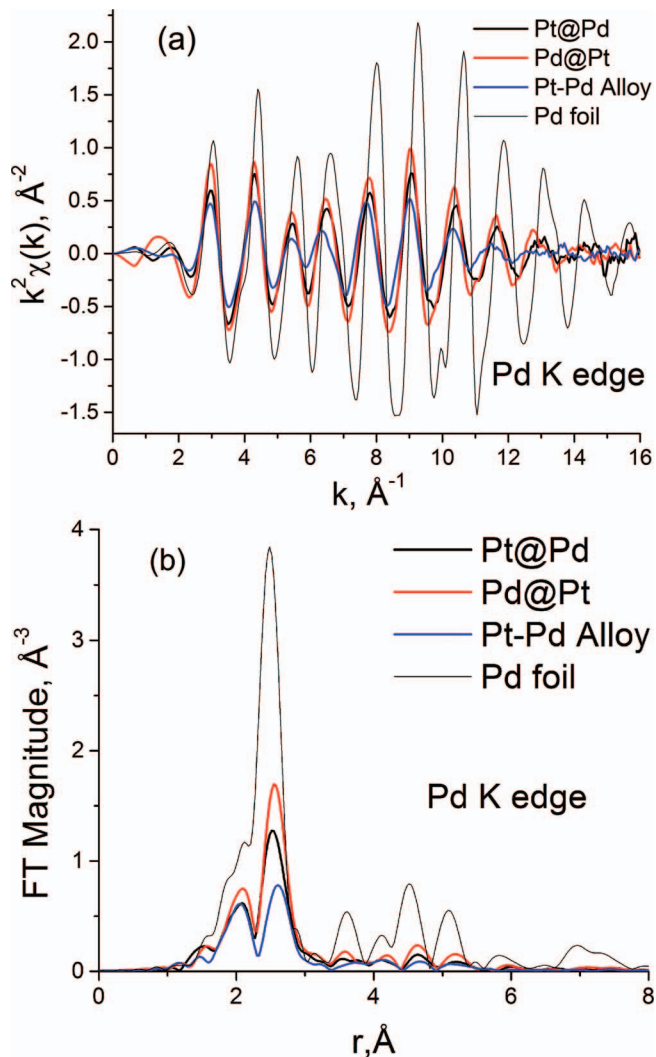 (a)
Pt@Pd
Pd@Pt
Pt-Pd Alloy
Pd foil
2.0
1.5
1.0
0.5
0.0
-0.5
-1.0
-1.5
k²χ(k), Å⁻²
Pd K edge
0 2 4 6 8 10 12 14 16
k, Å⁻¹
(b)
Pt@Pd
Pd@Pt
Pt-Pd Alloy
Pd foil
4
3
2
1
0
FT Magnitude, Å⁻³
Pd K edge
0 2 4 6 8
r,Å